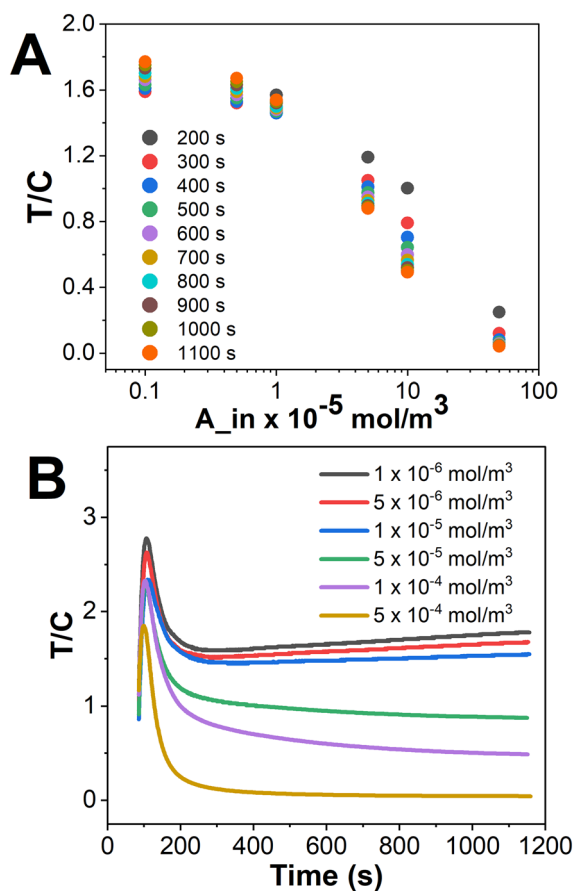 A
T/C
2.0
1.6
1.2
0.8
0.4
0.0
200 s
300 s
400 s
500 s
600 s
700 s
800 s
900 s
1000 s
1100 s
0.1 1 10 100
A_in x 10⁻⁵ mol/m³
B
T/C
3
2
1
0
1 x 10⁻⁶ mol/m³
5 x 10⁻⁶ mol/m³
1 x 10⁻⁵ mol/m³
5 x 10⁻⁵ mol/m³
1 x 10⁻⁴ mol/m³
5 x 10⁻⁴ mol/m³
0 200 400 600 800 1000 1200
Time (s)